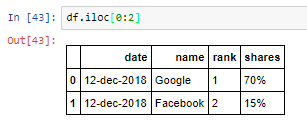 In [43]: df.iloc[0:2]
Out[43]:
date name rank shares
0 12-dec-2018 Google 1 70%
1 12-dec-2018 Facebook 2 15%